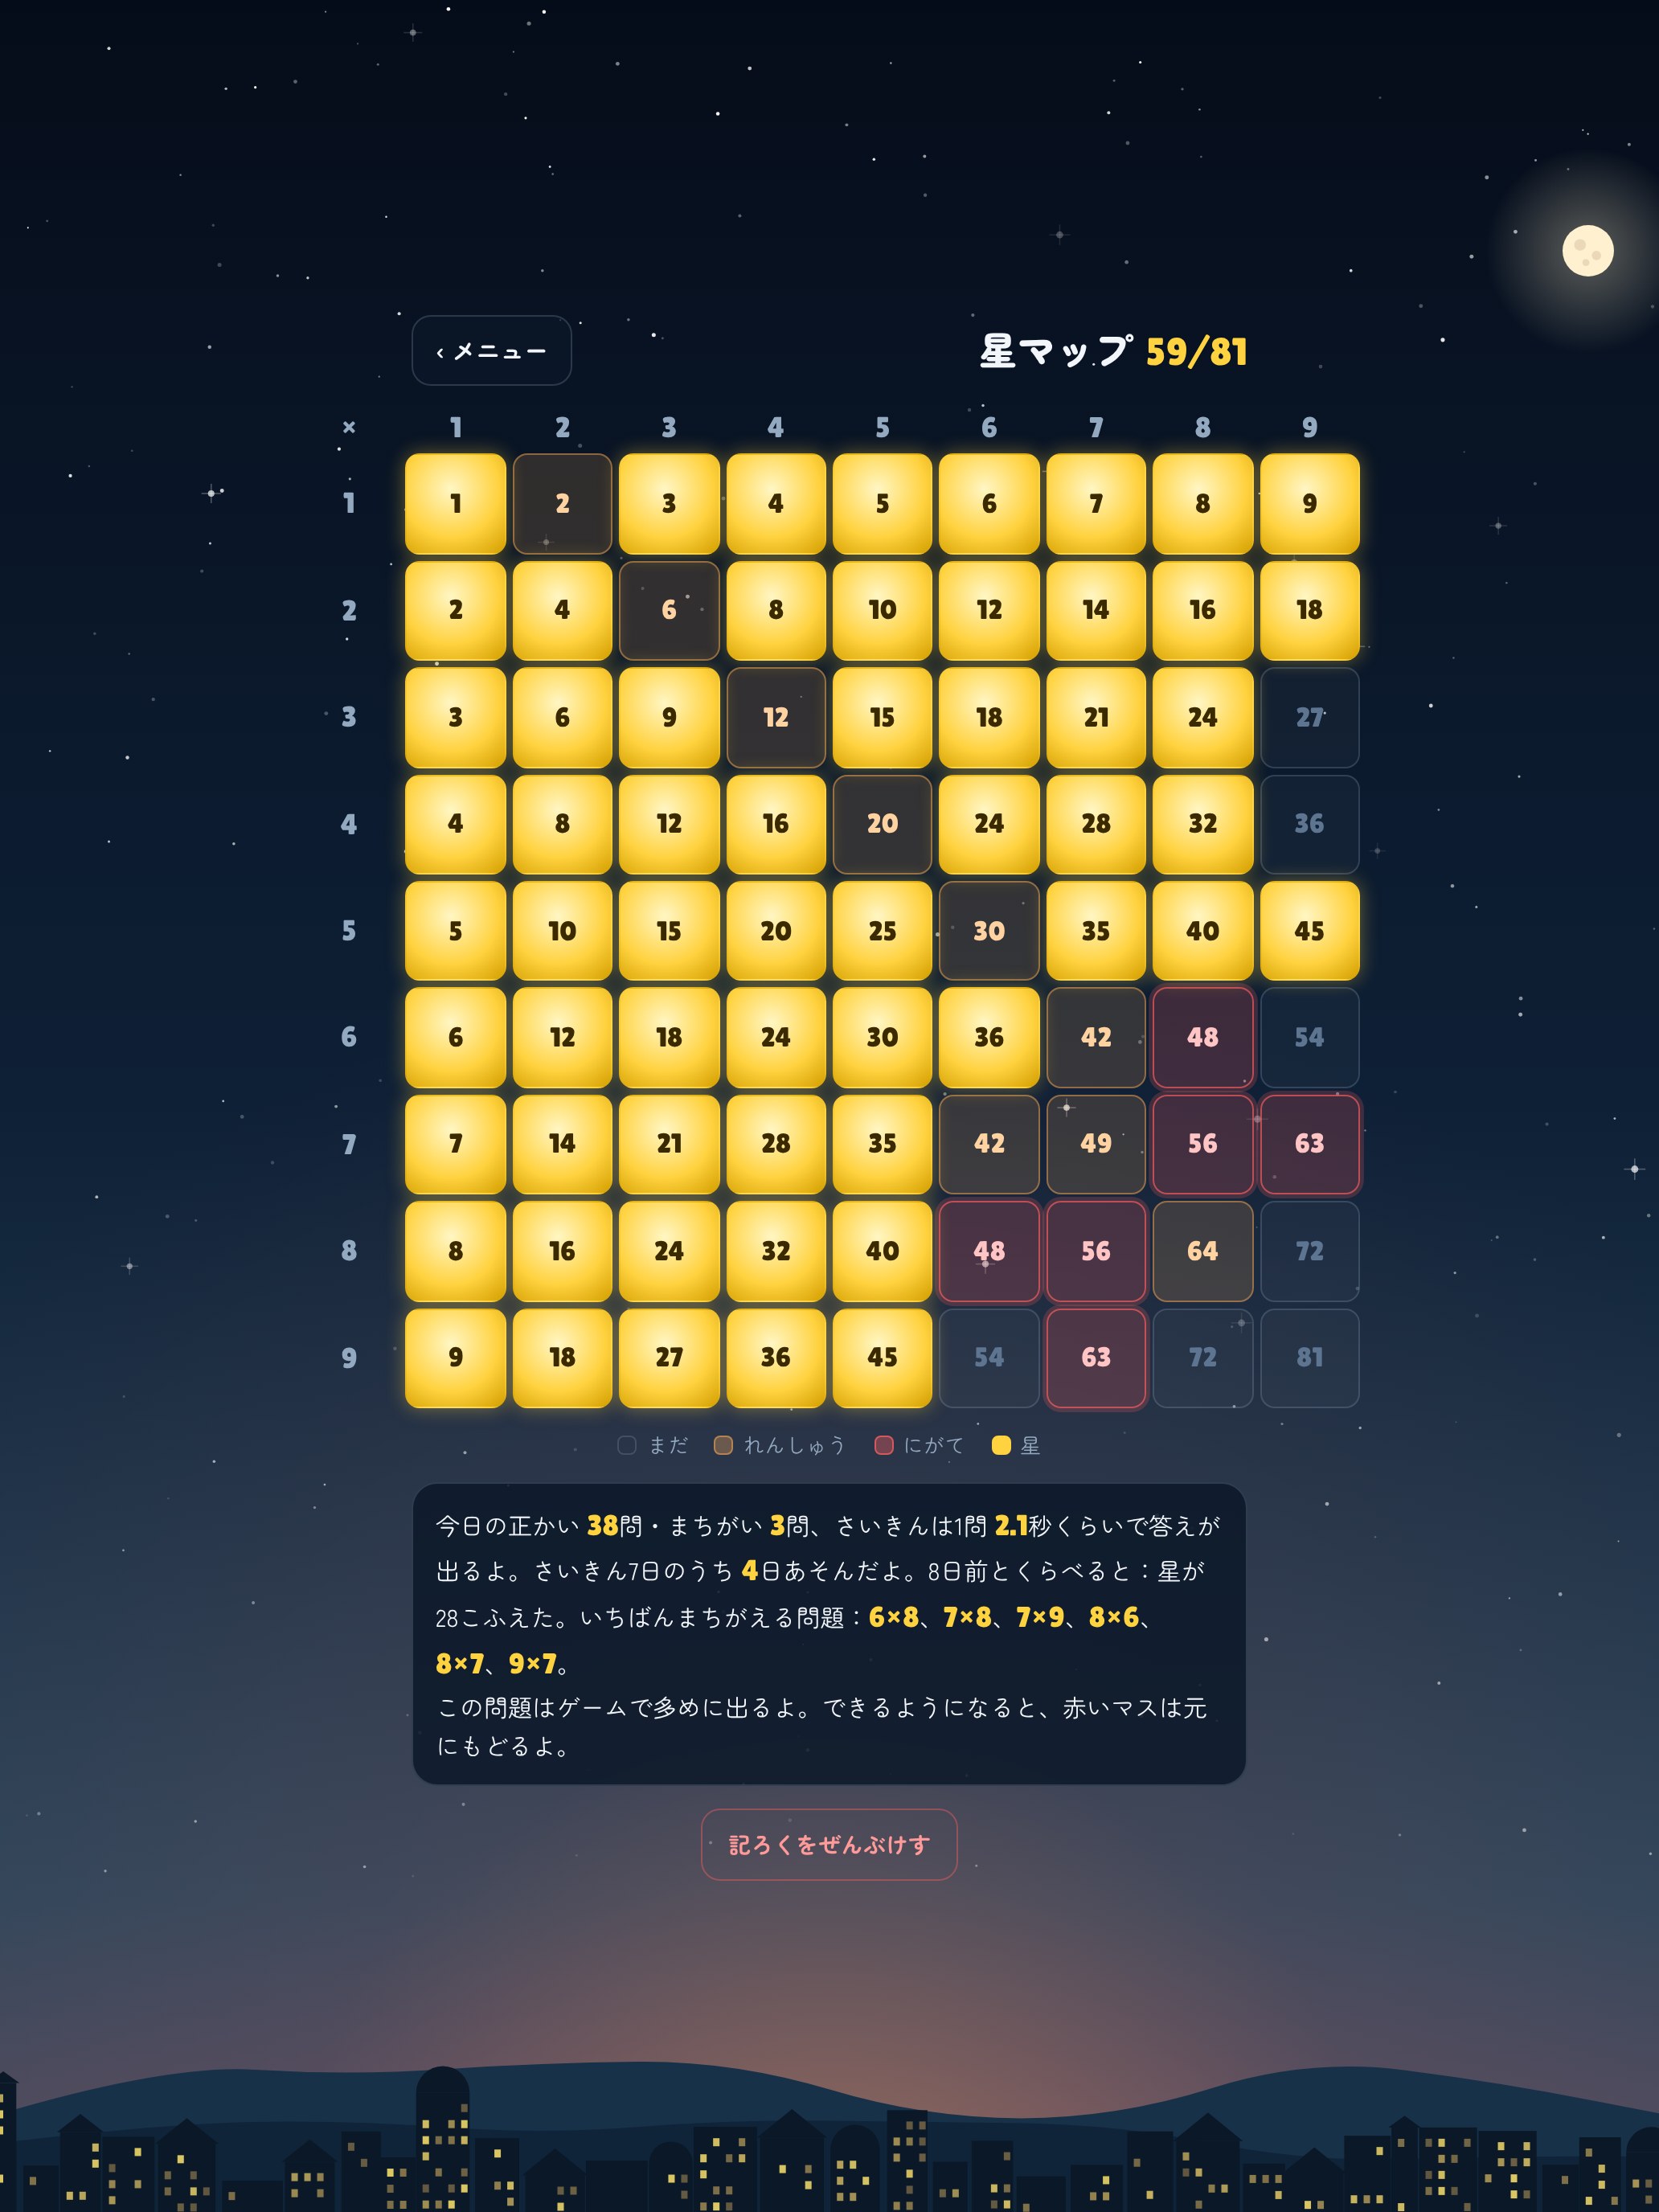 ‹ メニュー
星マップ 59/81
× 1 2 3 4 5 6 7 8 9
1 1 2 3 4 5 6 7 8 9
2 2 4 6 8 10 12 14 16 18
3 3 6 9 12 15 18 21 24 27
4 4 8 12 16 20 24 28 32 36
5 5 10 15 20 25 30 35 40 45
6 6 12 18 24 30 36 42 48 54
7 7 14 21 28 35 42 49 56 63
8 8 16 24 32 40 48 56 64 72
9 9 18 27 36 45 54 63 72 81
まだ れんしゅう にがて 星
今日の正かい 38問・まちがい 3問、さいきんは1問 2.1秒くらいで答えが
出るよ。さいきん7日のうち 4日あそんだよ。8日前とくらべると：星が
28こふえた。いちばんまちがえる問題：6×8、7×8、7×9、8×6、
8×7、9×7。
この問題はゲームで多めに出るよ。できるようになると、赤いマスは元
にもどるよ。
記ろくをぜんぶけす